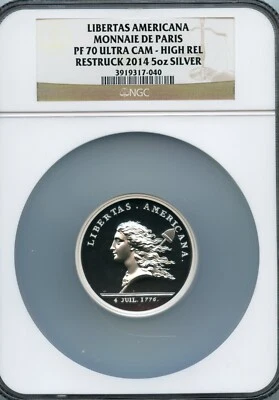 LIBERTAS AMERICANA
MONNAIE DE PARIS
PF 70 ULTRA CAM - HIGH REL
RESTRUCK 2014 5oz SILVER
3919317-040
NGC
LIBERTAS . AMERICANA.
4 JUIL. 1776.